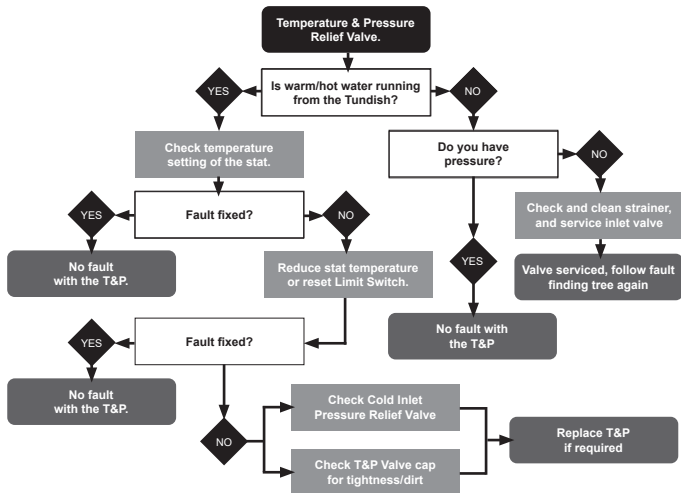 Temperature & Pressure
Relief Valve.
Is warm/hot water running
from the Tundish?
YES
NO
Check temperature
setting of the stat.
Do you have
pressure?
NO
YES
Fault fixed?
NO
Check and clean strainer,
and service inlet valve
No fault
with the T&P.
Reduce stat temperature
or reset Limit Switch.
YES
Valve serviced, follow fault
finding tree again
YES
Fault fixed?
No fault with
the T&P
No fault
with the T&P.
NO
Check Cold Inlet
Pressure Relief Valve
Check T&P Valve cap
for tightness/dirt
Replace T&P
if required